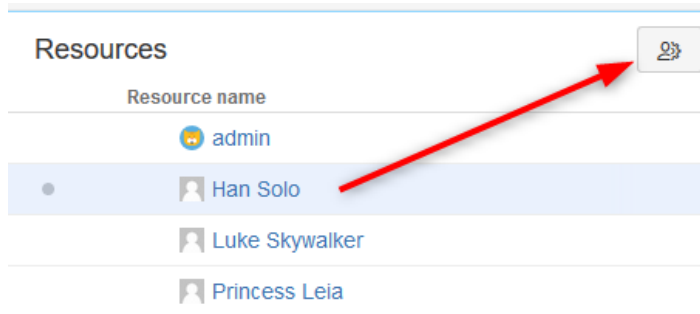 Resources
Resource name
admin
Han Solo
Luke Skywalker
Princess Leia